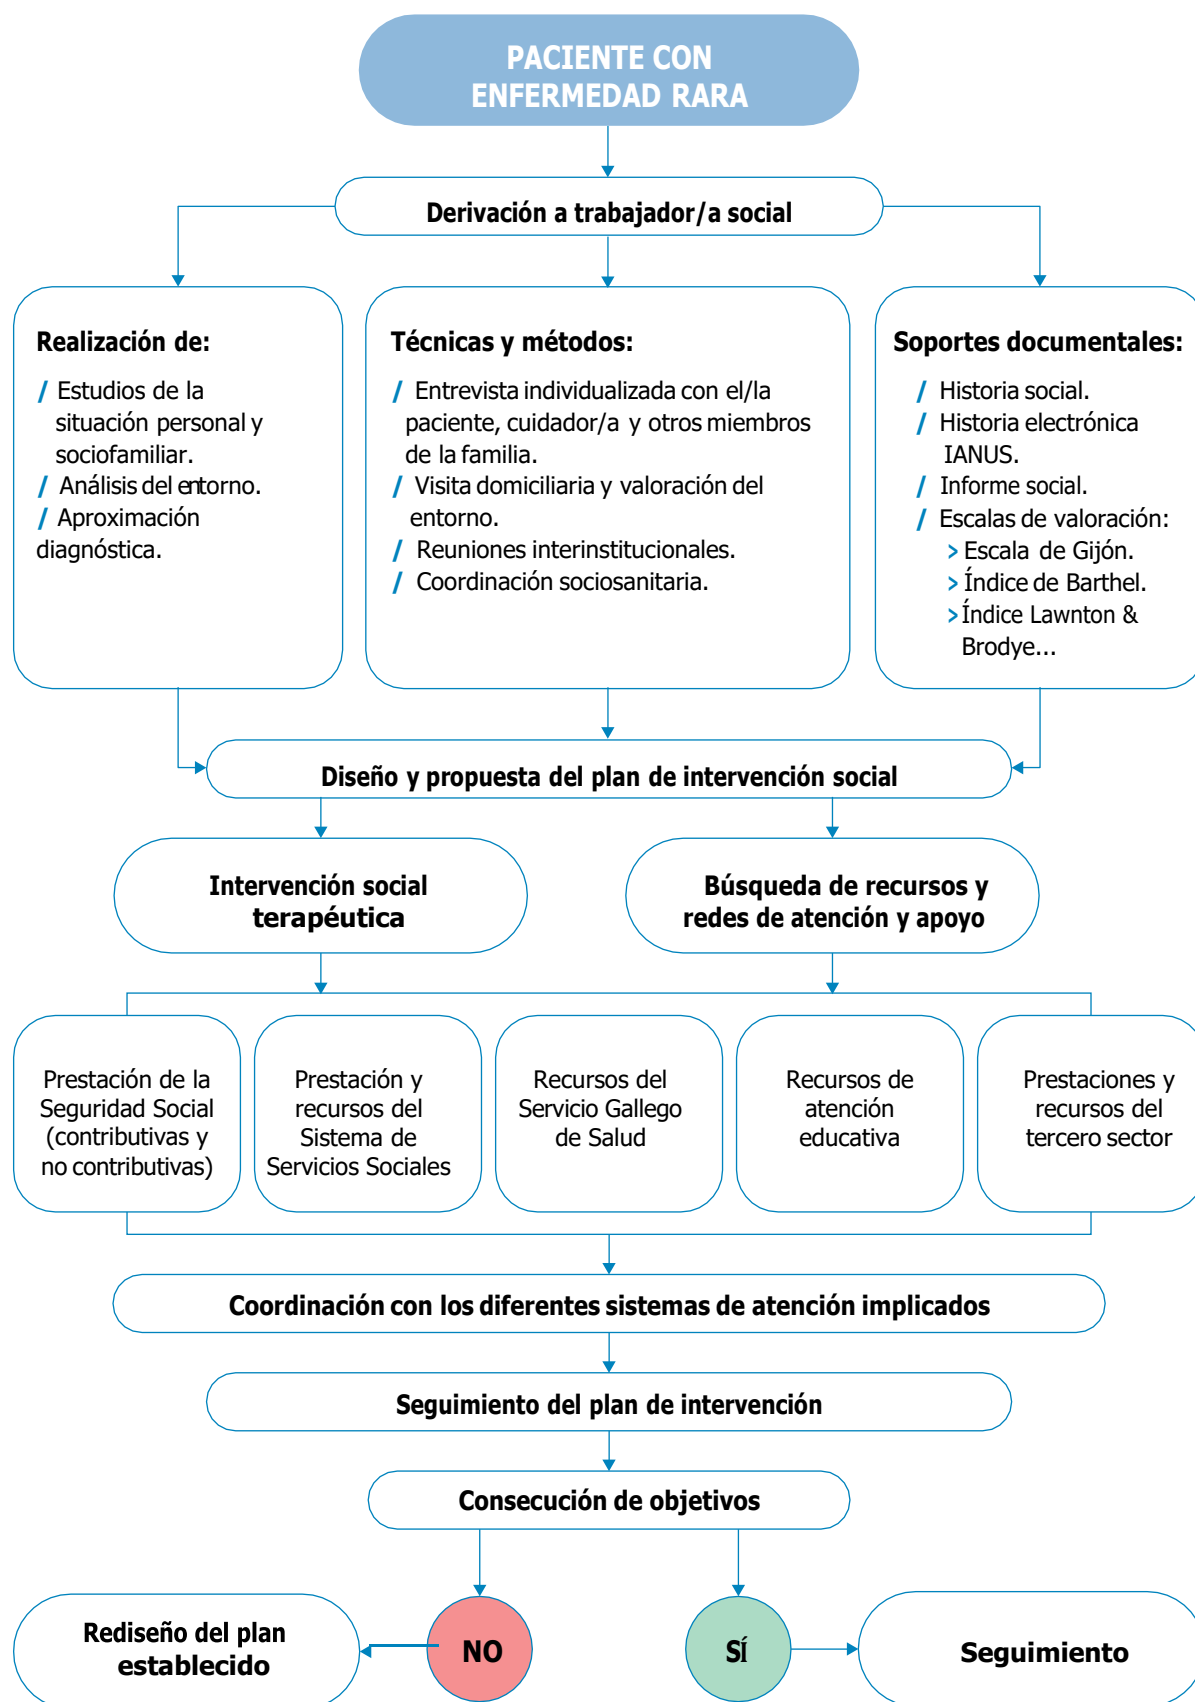 PACIENTE CON
ENFERMEDAD RARA
Derivación a trabajador/a social
Realización de:
/ Estudios de la
situación personal y
sociofamiliar.
/ Análisis del entorno.
/ Aproximación
diagnóstica.
Técnicas y métodos:
/ Entrevista individualizada con el/la
paciente, cuidador/a y otros miembros
de la familia.
/ Visita domiciliaria y valoración del
entorno.
/ Reuniones interinstitucionales.
/ Coordinación sociosanitaria.
Soportes documentales:
/ Historia social.
/ Historia electrónica
IANUS.
/ Informe social.
/ Escalas de valoración:
> Escala de Gijón.
> Índice de Barthel.
> Índice Lawnton &
Brodye...
Diseño y propuesta del plan de intervención social
Intervención social
terapéutica
Búsqueda de recursos y
redes de atención y apoyo
Prestación de la
Seguridad Social
(contributivas y
no contributivas)
Prestación y
recursos del
Sistema de
Servicios Sociales
Recursos del
Servicio Gallego
de Salud
Recursos de
atención
educativa
Prestaciones y
recursos del
tercero sector
Coordinación con los diferentes sistemas de atención implicados
Seguimiento del plan de intervención
Consecución de objetivos
Rediseño del plan
establecido
NO
SÍ
Seguimiento